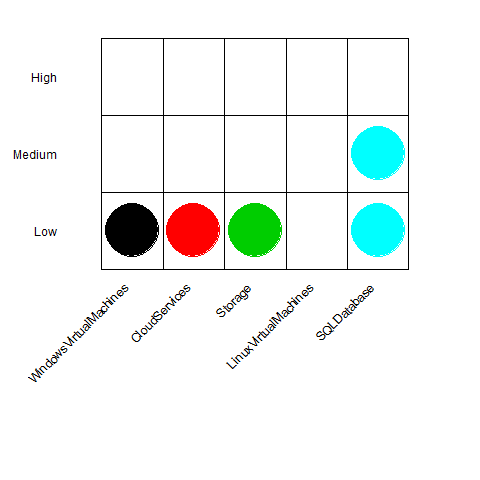 High
Medium
Low
WindowsVirtualMachines
CloudServices
Storage
LinuxVirtualMachines
SQLDatabase